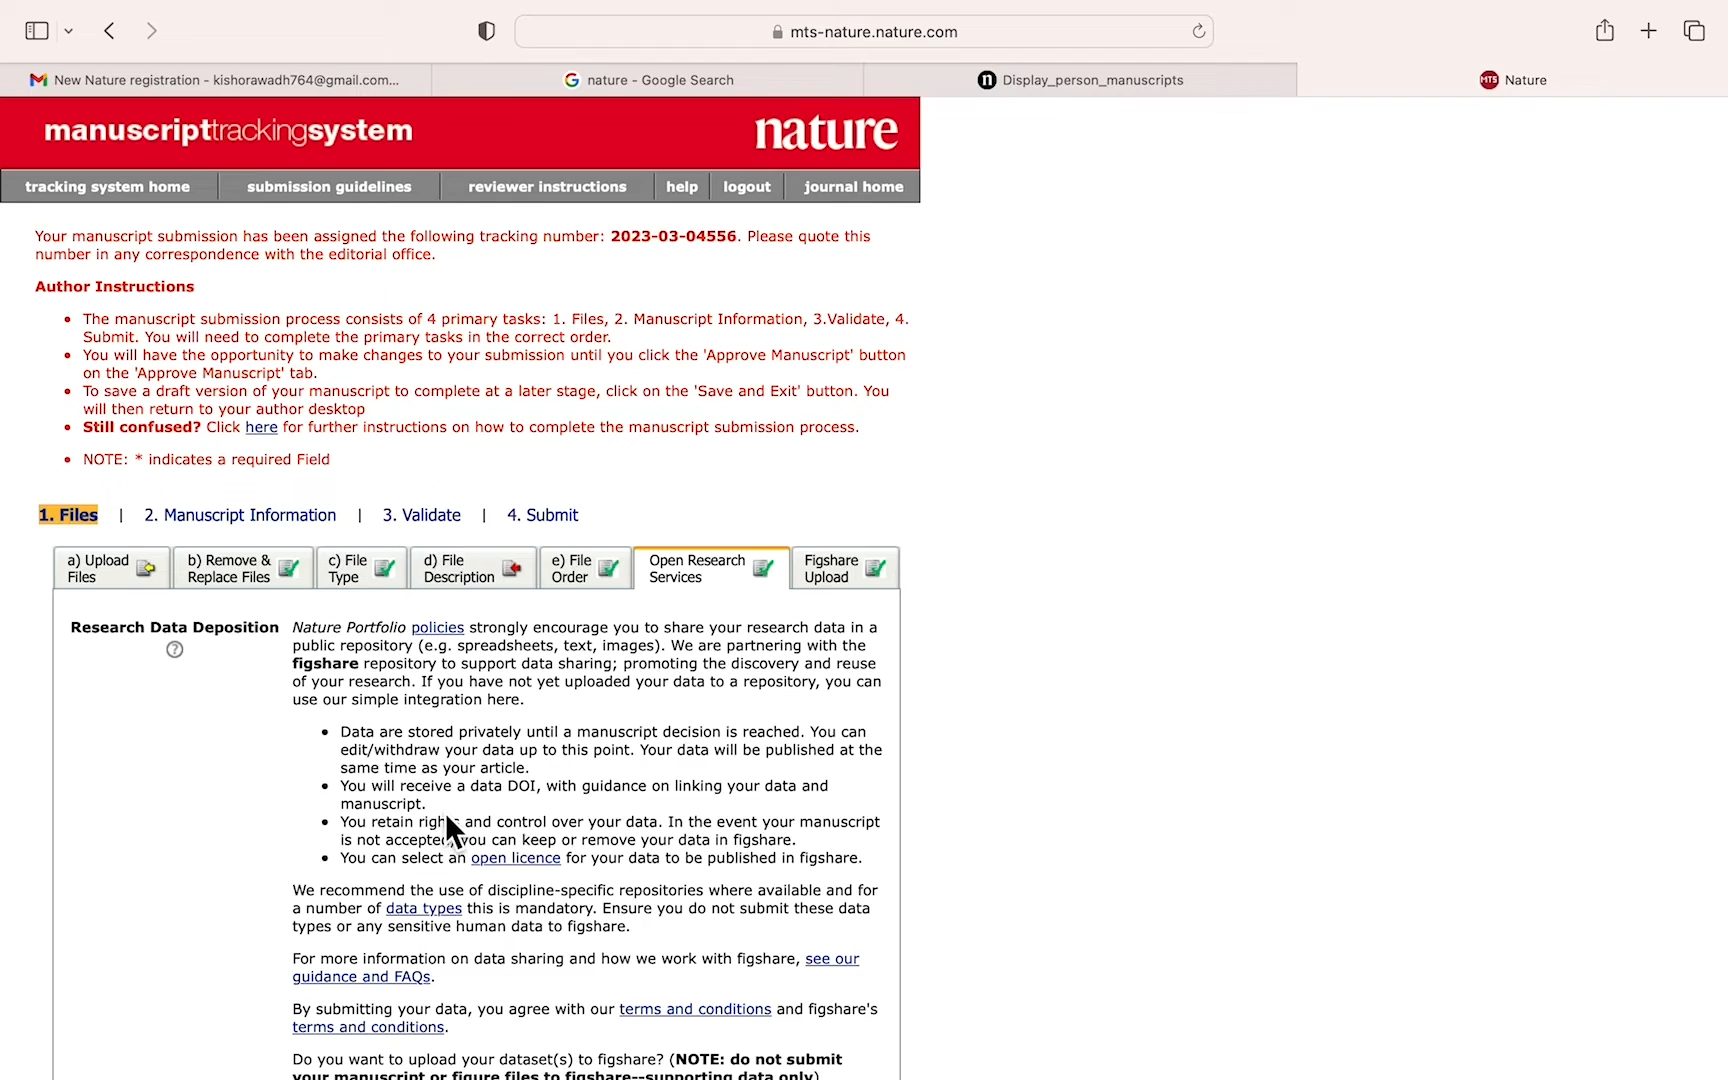 mts-nature.nature.com
New Nature registration - kishorawadh764@gmail.com...
nature - Google Search
Display_person_manuscripts
MTS Nature
manuscripttrackingsystem
nature
tracking system home
submission guidelines
reviewer instructions
help
logout
journal home
Your manuscript submission has been assigned the following tracking number: 2023-03-04556. Please quote this
number in any correspondence with the editorial office.
Author Instructions
• The manuscript submission process consists of 4 primary tasks: 1. Files, 2. Manuscript Information, 3.Validate, 4.
Submit. You will need to complete the primary tasks in the correct order.
• You will have the opportunity to make changes to your submission until you click the 'Approve Manuscript' button
on the 'Approve Manuscript' tab.
• To save a draft version of your manuscript to complete at a later stage, click on the 'Save and Exit' button. You
will then return to your author desktop
• Still confused? Click here for further instructions on how to complete the manuscript submission process.
• NOTE: * indicates a required Field
1. Files | 2. Manuscript Information | 3. Validate | 4. Submit
a) Upload
Files
b) Remove &
Replace Files
c) File
Type
d) File
Description
e) File
Order
Open Research
Services
Figshare
Upload
Research Data Deposition
Nature Portfolio policies strongly encourage you to share your research data in a
public repository (e.g. spreadsheets, text, images). We are partnering with the
figshare repository to support data sharing; promoting the discovery and reuse
of your research. If you have not yet uploaded your data to a repository, you can
use our simple integration here.
• Data are stored privately until a manuscript decision is reached. You can
edit/withdraw your data up to this point. Your data will be published at the
same time as your article.
• You will receive a data DOI, with guidance on linking your data and
manuscript.
• You retain rights and control over your data. In the event your manuscript
is not accepted, you can keep or remove your data in figshare.
• You can select an open licence for your data to be published in figshare.
We recommend the use of discipline-specific repositories where available and for
a number of data types this is mandatory. Ensure you do not submit these data
types or any sensitive human data to figshare.
For more information on data sharing and how we work with figshare, see our
guidance and FAQs.
By submitting your data, you agree with our terms and conditions and figshare's
terms and conditions.
Do you want to upload your dataset(s) to figshare? (NOTE: do not submit
your manuscript or figure files to figshare--supporting data only)